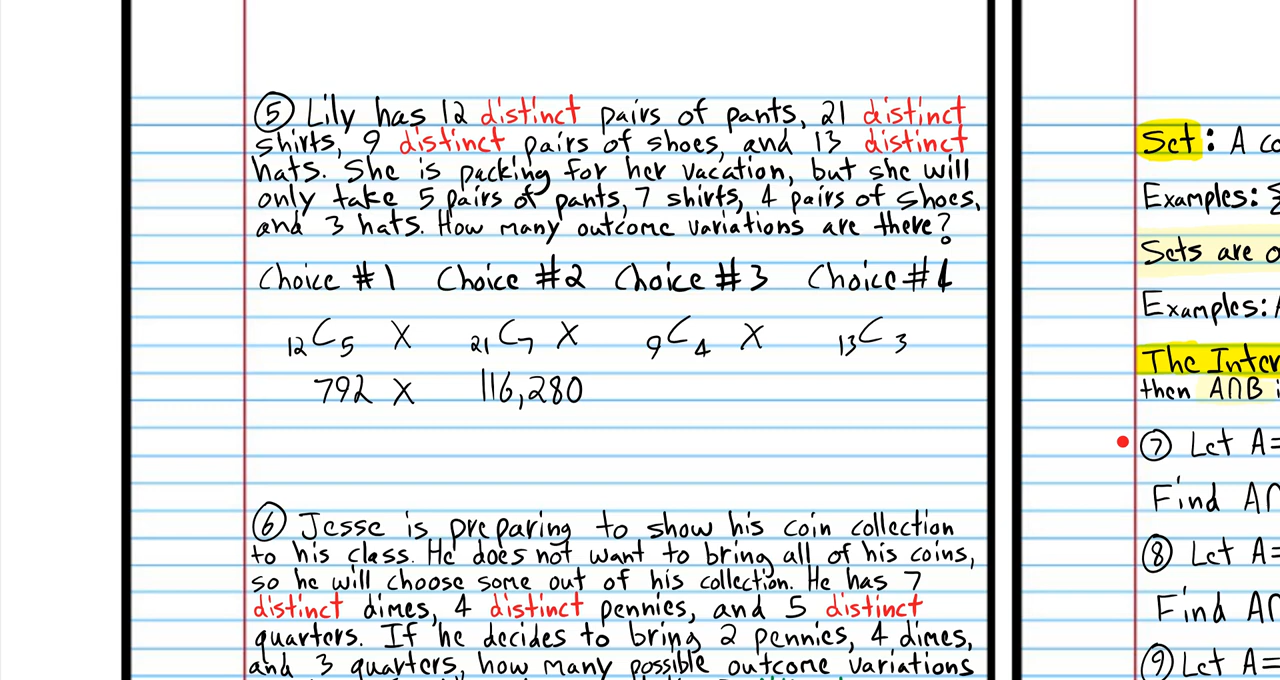 ⑤ Lily has 12 distinct pairs of pants, 21 distinct
shirts, 9 distinct pairs of shoes, and 13 distinct
hats. She is packing for her vacation, but she will
only take 5 pairs of pants, 7 shirts, 4 pairs of shoes,
and 3 hats. How many outcome variations are there?
Choice #1 Choice #2 Choice #3 Choice #4
₁₂C₅ X ₂₁C₇ X ₉C₄ X ₁₃C₃
792 X 116,280
⑥ Jesse is preparing to show his coin collection
to his class. He does not want to bring all of his coins,
so he will choose some out of his collection. He has 7
distinct dimes, 4 distinct pennies, and 5 distinct
quarters. If he decides to bring 2 pennies, 4 dimes,
and 3 quarters, how many possible outcome variations
Set: A
Examples:
Sets are
Examples:
The
then A∩B
⑦ Let A=
Find A∩
⑧ Let A=
Find A∩
⑨ Let A=